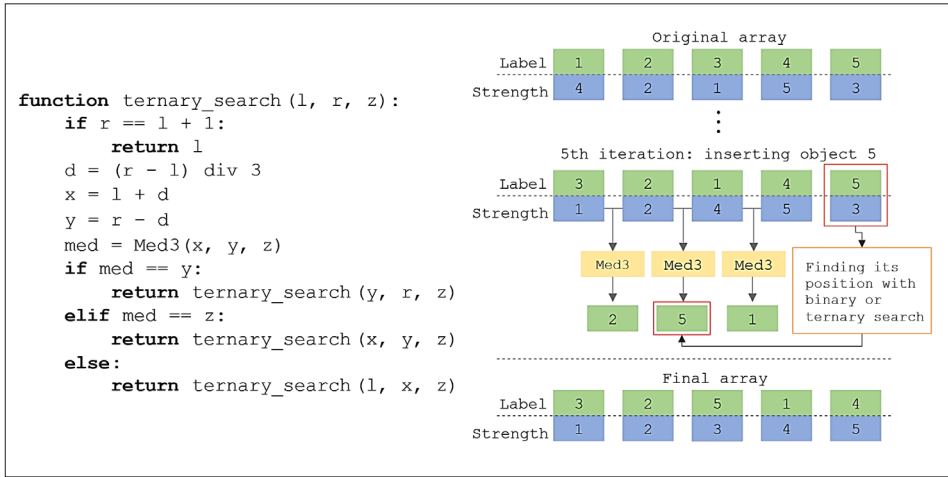 function ternary_search(l, r, z):
if r == l + 1:
return l
d = (r - l) div 3
x = l + d
y = r - d
med = Med3(x, y, z)
if med == y:
return ternary_search(y, r, z)
elif med == z:
return ternary_search(x, y, z)
else:
return ternary_search(l, x, z)
Original array
Label 1 2 3 4 5
Strength 4 2 1 5 3
5th iteration: inserting object 5
Label 3 2 1 4 5
Strength 1 2 4 5 3
Med3 Med3 Med3
2 5 1
Finding its
position with
binary or
ternary search
Final array
Label 3 2 5 1 4
Strength 1 2 3 4 5